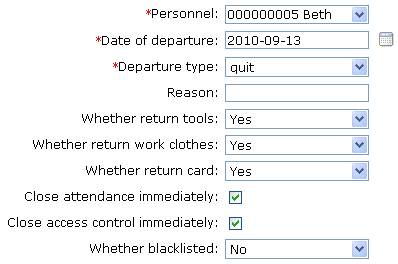 *Personnel: 000000005 Beth
*Date of departure: 2010-09-13
*Departure type: quit
Reason:
Whether return tools: Yes
Whether return work clothes: Yes
Whether return card: Yes
Close attendance immediately:
Close access control immediately:
Whether blacklisted: No